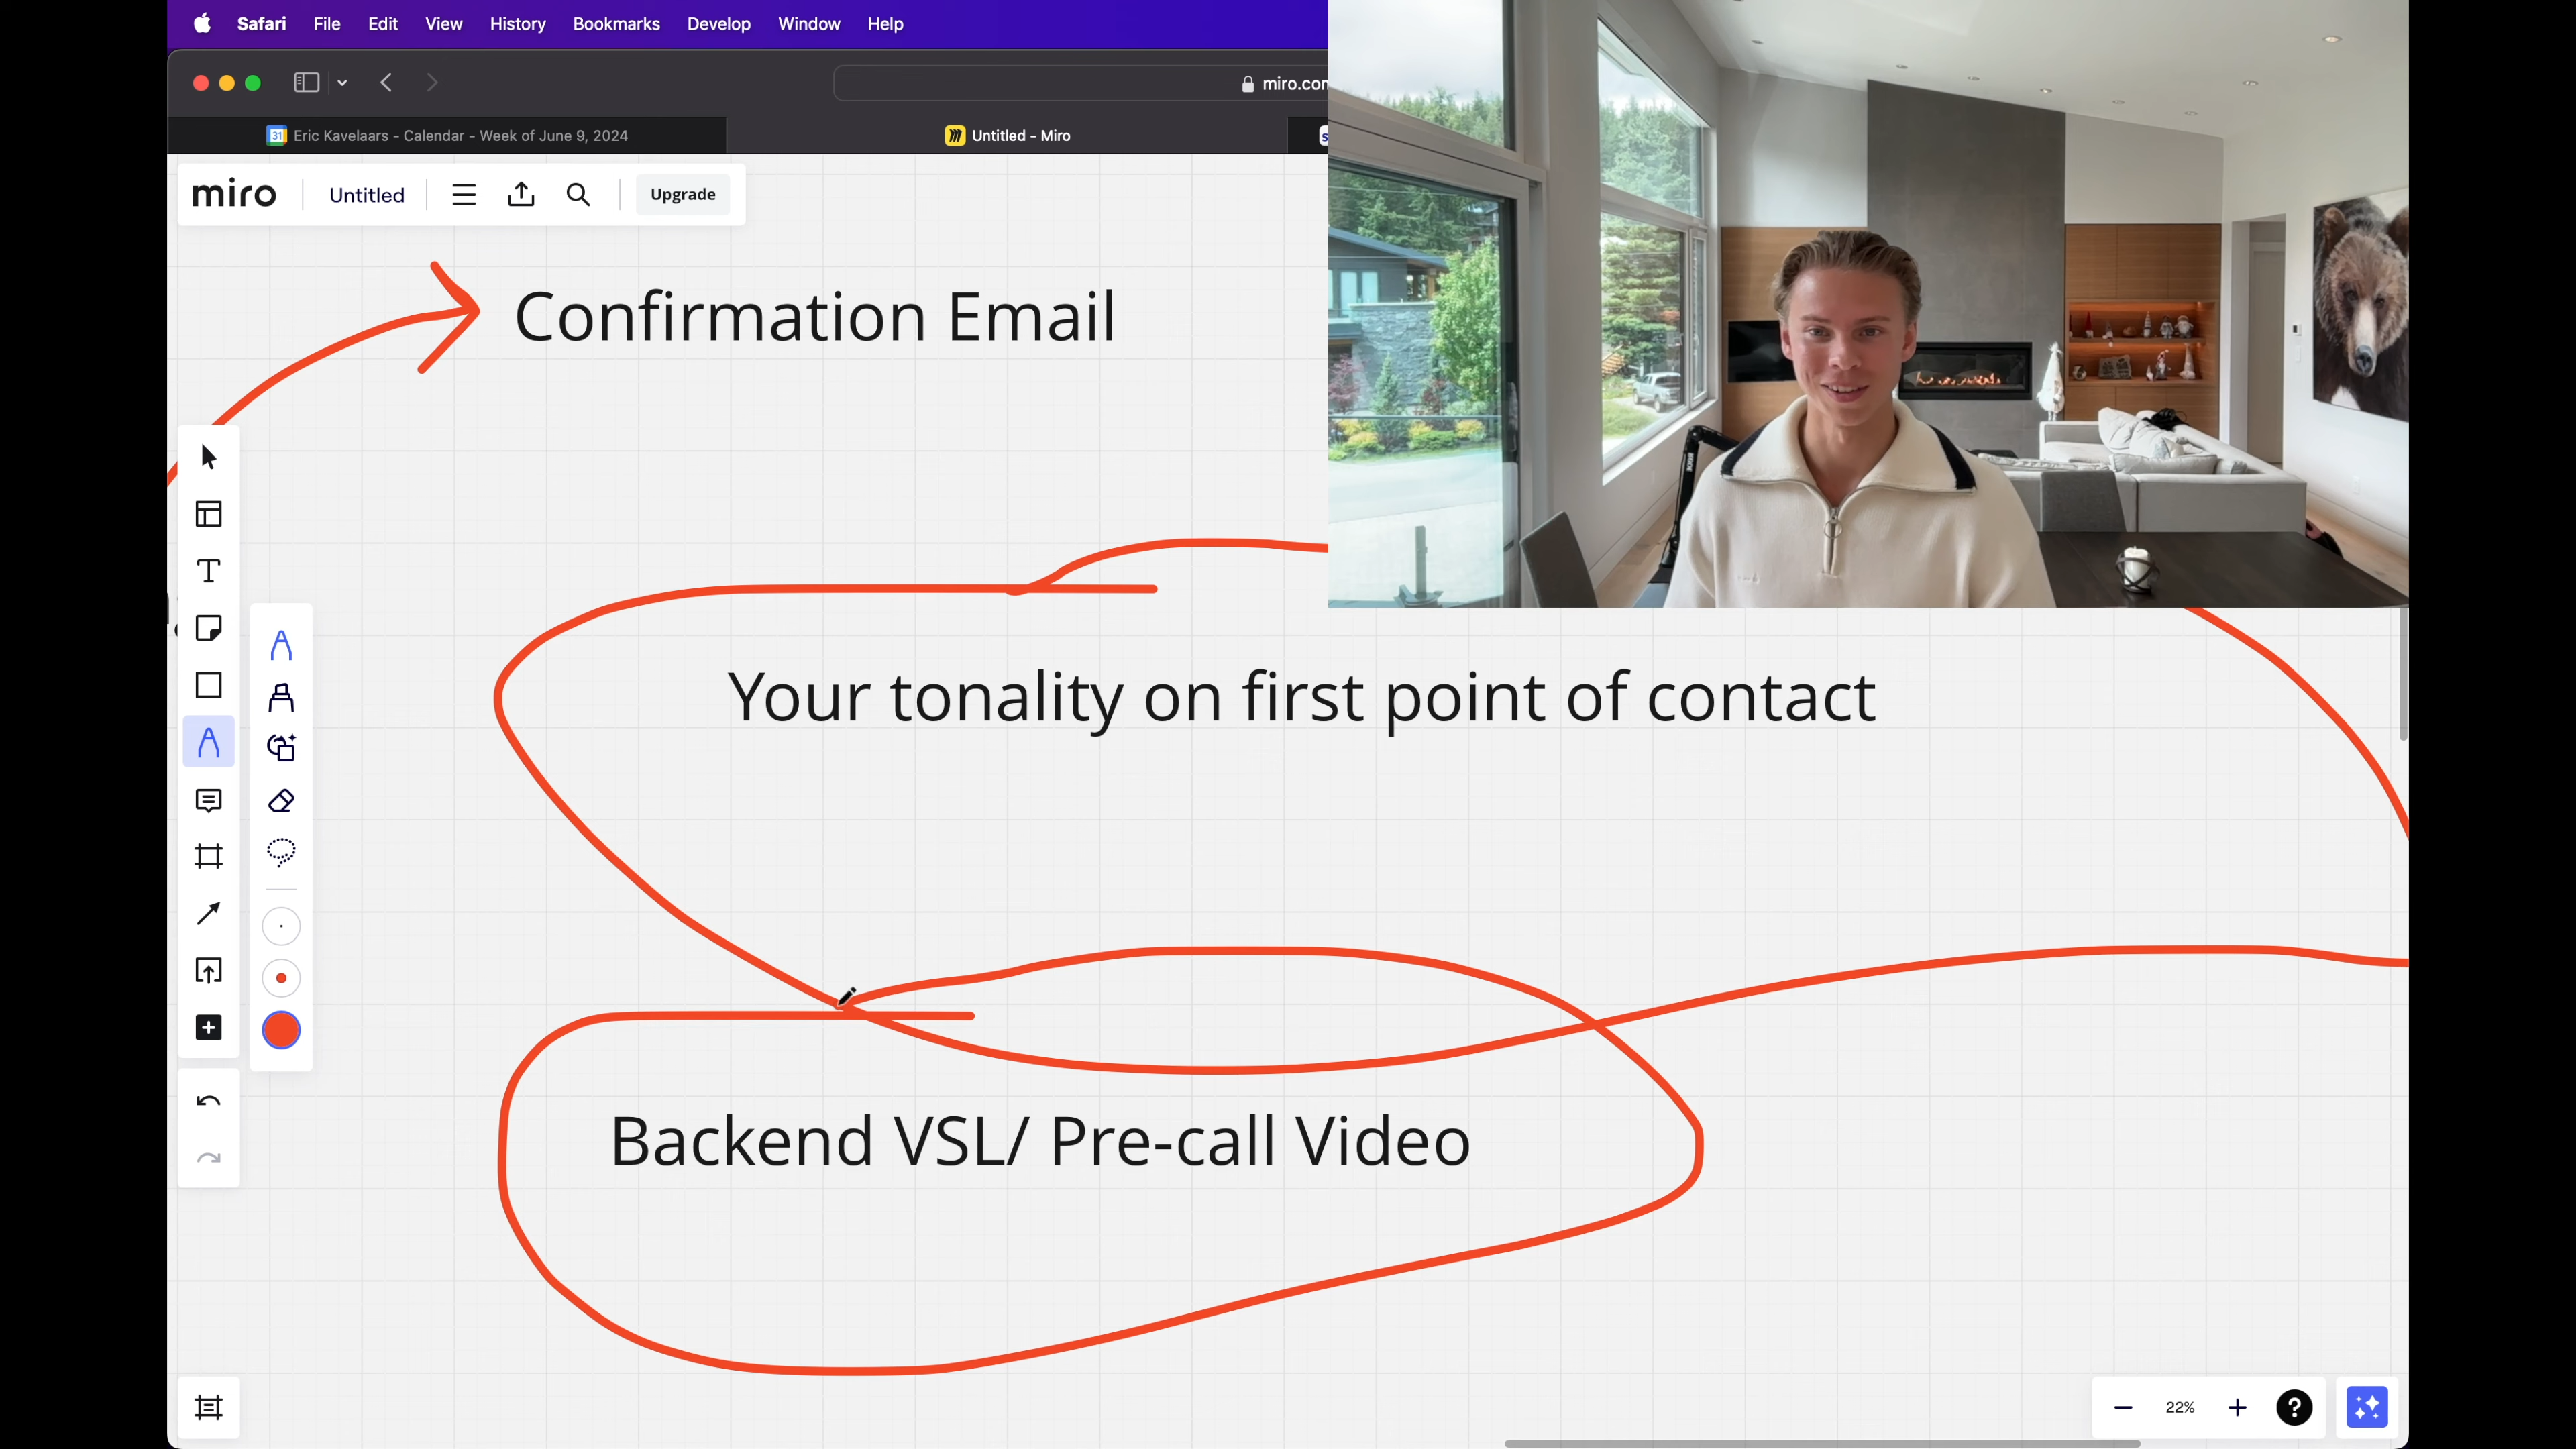 Safari File Edit View History Bookmarks Develop Window Help
miro.com
31 Eric Kavelaars - Calendar - Week of June 9, 2024
Untitled - Miro
miro Untitled Upgrade
Confirmation Email
Your tonality on first point of contact
Backend VSL/ Pre-call Video
22%